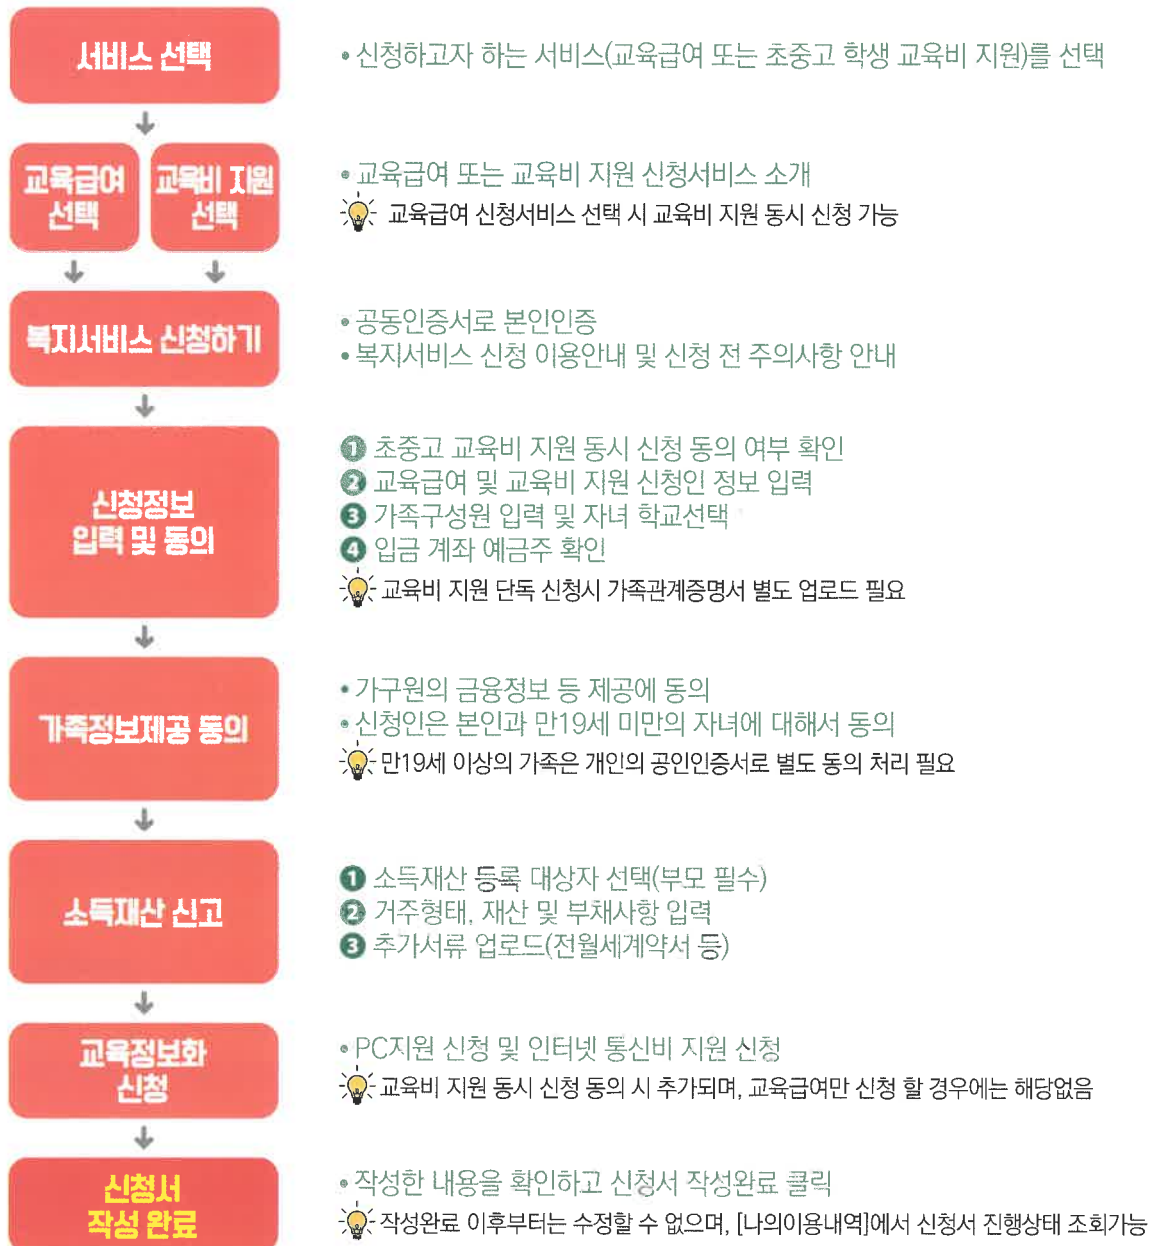 서비스 선택
• 신청하고자 하는 서비스(교육급여 또는 초중고 학생 교육비 지원)를 선택
교육급여
선택
교육비 지원
선택
• 교육급여 또는 교육비 지원 신청서비스 소개
교육급여 신청서비스 선택 시 교육비 지원 동시 신청 가능
복지서비스 신청하기
• 공동인증서로 본인인증
• 복지서비스 신청 이용안내 및 신청 전 주의사항 안내
신청정보
입력 및 동의
❶ 초중고 교육비 지원 동시 신청 동의 여부 확인
❷ 교육급여 및 교육비 지원 신청인 정보 입력
❸ 가족구성원 입력 및 자녀 학교선택
❹ 입금 계좌 예금주 확인
교육비 지원 단독 신청시 가족관계증명서 별도 업로드 필요
가족정보제공 동의
• 가구원의 금융정보 등 제공에 동의
• 신청인은 본인과 만19세 미만의 자녀에 대해서 동의
만19세 이상의 가족은 개인의 공인인증서로 별도 동의 처리 필요
소득재산 신고
❶ 소득재산 등록 대상자 선택(부모 필수)
❷ 거주형태, 재산 및 부채사항 입력
❸ 추가서류 업로드(전월세계약서 등)
교육정보화
신청
• PC지원 신청 및 인터넷 통신비 지원 신청
교육비 지원 동시 신청 동의 시 추가되며, 교육급여만 신청 할 경우에는 해당없음
신청서
작성 완료
• 작성한 내용을 확인하고 신청서 작성완료 클릭
작성완료 이후부터는 수정할 수 없으며, [나의이용내역]에서 신청서 진행상태 조회가능